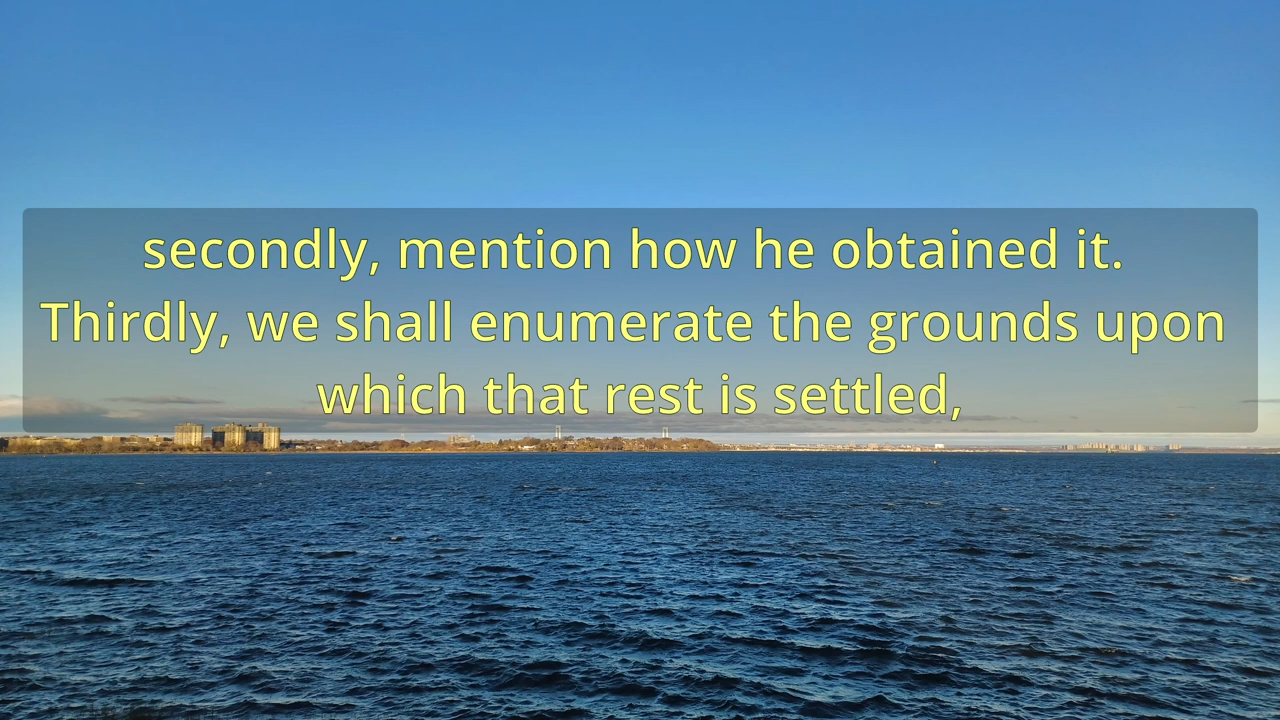 secondly, mention how he obtained it.
Thirdly, we shall enumerate the grounds upon
which that rest is settled,